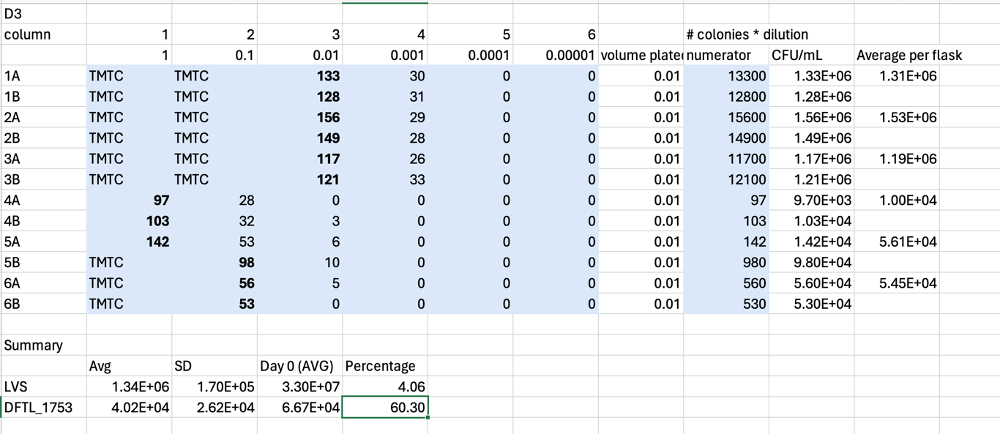 D3
column 1 2 3 4 5 6 # colonies * dilution
1 0.1 0.01 0.001 0.0001 0.00001 volume plate numerator CFU/mL Average per flask
1A TMTC TMTC 133 30 0 0 0.01 13300 1.33E+06 1.31E+06
1B TMTC TMTC 128 31 0 0 0.01 12800 1.28E+06
2A TMTC TMTC 156 29 0 0 0.01 15600 1.56E+06 1.53E+06
2B TMTC TMTC 149 28 0 0 0.01 14900 1.49E+06
3A TMTC TMTC 117 26 0 0 0.01 11700 1.17E+06 1.19E+06
3B TMTC TMTC 121 33 0 0 0.01 12100 1.21E+06
4A 97 28 0 0 0 0 0.01 97 9.70E+03 1.00E+04
4B 103 32 3 0 0 0 0.01 103 1.03E+04
5A 142 53 6 0 0 0 0.01 142 1.42E+04 5.61E+04
5B TMTC 98 10 0 0 0 0.01 980 9.80E+04
6A TMTC 56 5 0 0 0 0.01 560 5.60E+04 5.45E+04
6B TMTC 53 0 0 0 0 0.01 530 5.30E+04
Summary
Avg SD Day 0 (AVG) Percentage
LVS 1.34E+06 1.70E+05 3.30E+07 4.06
DFTL_1753 4.02E+04 2.62E+04 6.67E+04 60.30